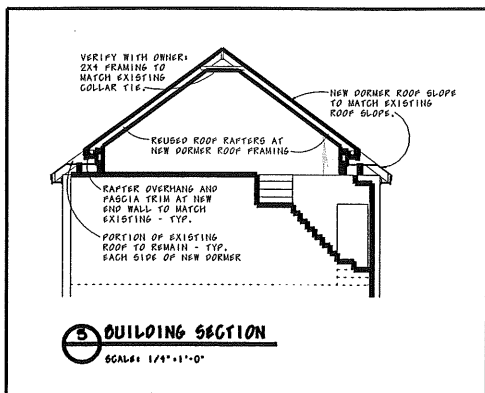 VERIFY WITH OWNER:
2X4 FRAMING TO
MATCH EXISTING
COLLAR TIE.
NEW DORMER ROOF SLOPE
TO MATCH EXISTING
ROOF SLOPE.
REUSED ROOF RAFTERS AT
NEW DORMER ROOF FRAMING
RAFTER OVERHANG AND
FASCIA TRIM AT NEW
END WALL TO MATCH
EXISTING - TYP.
PORTION OF EXISTING
ROOF TO REMAIN - TYP.
EACH SIDE OF NEW DORMER
5 BUILDING SECTION
SCALE: 1/4"=1'-0"